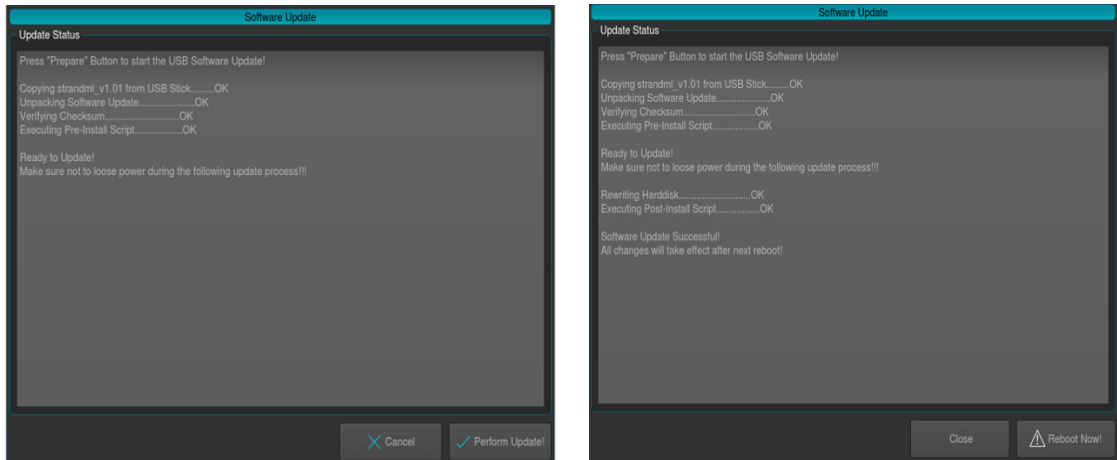 Software Update
Update Status
Press "Prepare" Button to start the USB Software Update!
Copying strandml_v1.01 from USB Stick.........OK
Unpacking Software Update.....................OK
Verifying Checksum............................OK
Executing Pre-Install Script..................OK
Ready to Update!
Make sure not to loose power during the following update process!!!
Cancel
Perform Update!
Software Update
Update Status
Press "Prepare" Button to start the USB Software Update!
Copying strandml_v1.01 from USB Stick.........OK
Unpacking Software Update.....................OK
Verifying Checksum............................OK
Executing Pre-Install Script..................OK
Ready to Update!
Make sure not to loose power during the following update process!!!
Rewriting Harddisk............................OK
Executing Post-Install Script.................OK
Software Update Successful!
All changes will take effect after next reboot!
Close
Reboot Now!